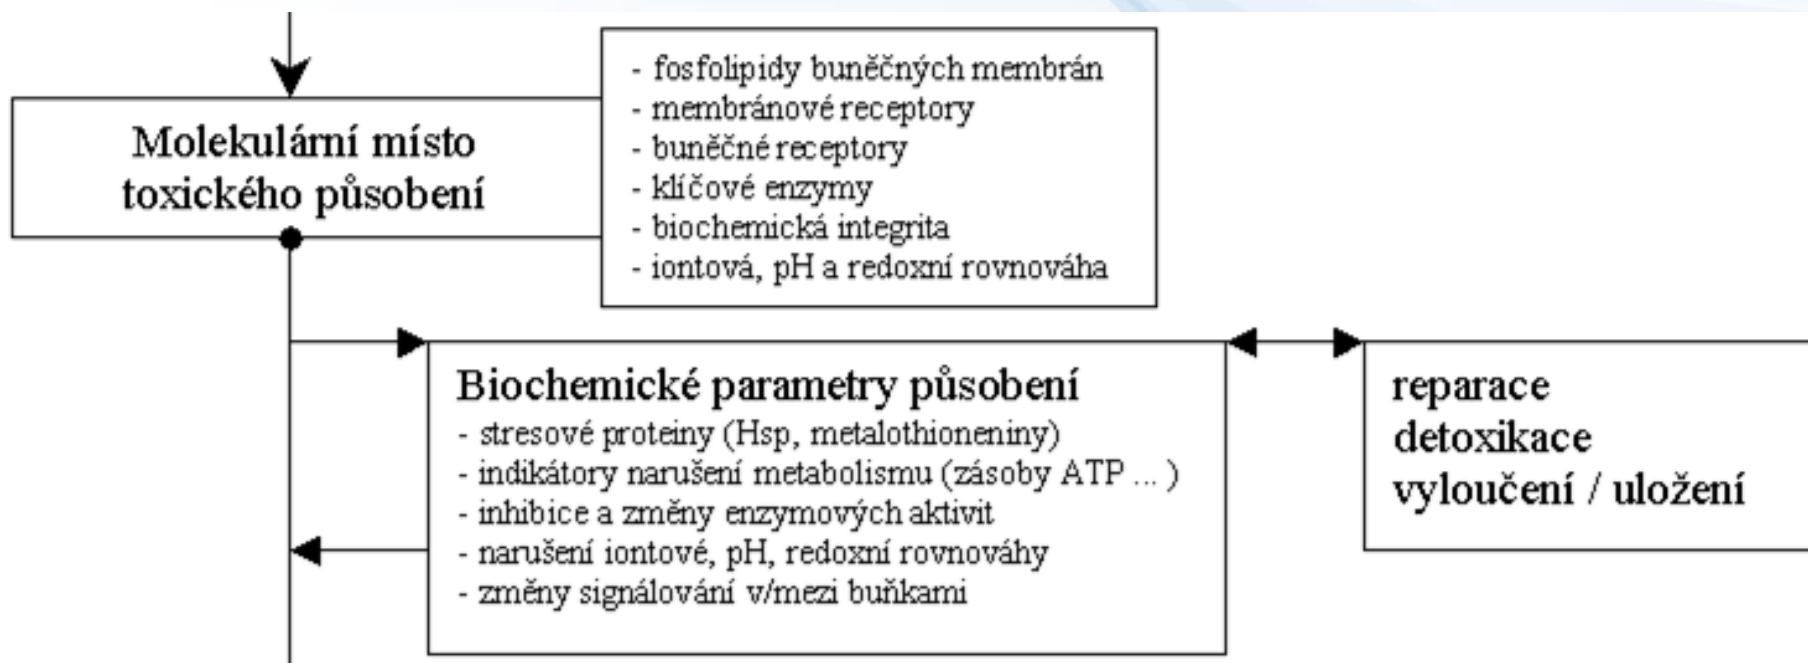 Molekulární místo
toxického působení
- fosfolipidy buněčných membrán
- membránové receptory
- buněčné receptory
- klíčové enzymy
- biochemická integrita
- iontová, pH a redoxní rovnováha
Biochemické parametry působení
- stresové proteiny (Hsp, metalothioneniny)
- indikátory narušení metabolismu (zásoby ATP ... )
- inhibice a změny enzymových aktivit
- narušení iontové, pH, redoxní rovnováhy
- změny signálování v/mezi buňkami
reparace
detoxikace
vyloučení / uložení